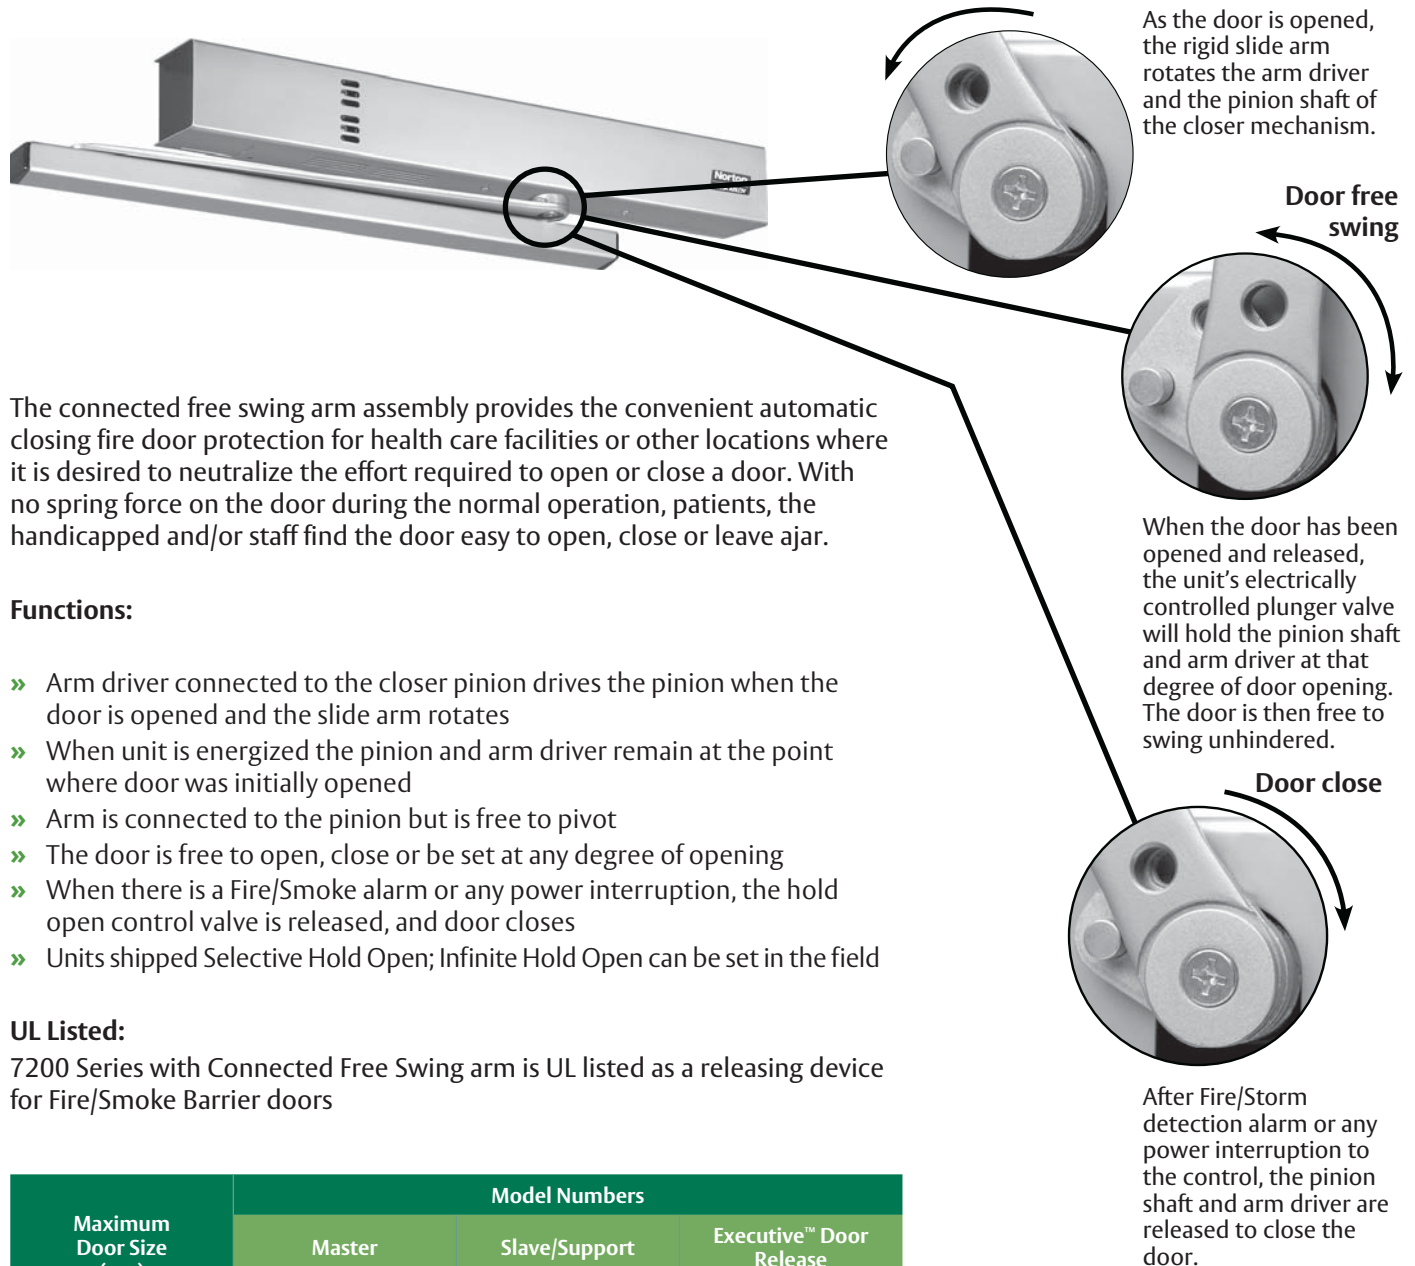 As the door is opened,
the rigid slide arm
rotates the arm driver
and the pinion shaft of
the closer mechanism.
Norton
Door free
swing
The connected free swing arm assembly provides the convenient automatic
closing fire door protection for health care facilities or other locations where
it is desired to neutralize the effort required to open or close a door. With
no spring force on the door during the normal operation, patients, the
handicapped and/or staff find the door easy to open, close or leave ajar.
When the door has been
opened and released,
the unit's electrically
controlled plunger valve
will hold the pinion shaft
and arm driver at that
degree of door opening.
The door is then free to
swing unhindered.
Functions:
» Arm driver connected to the closer pinion drives the pinion when the
door is opened and the slide arm rotates
» When unit is energized the pinion and arm driver remain at the point
where door was initially opened
» Arm is connected to the pinion but is free to pivot
» The door is free to open, close or be set at any degree of opening
» When there is a Fire/Smoke alarm or any power interruption, the hold
open control valve is released, and door closes
» Units shipped Selective Hold Open; Infinite Hold Open can be set in the field
Door close
UL Listed:
7200 Series with Connected Free Swing arm is UL listed as a releasing device
for Fire/Smoke Barrier doors
After Fire/Storm
detection alarm or any
power interruption to
the control, the pinion
shaft and arm driver are
released to close the
door.
Maximum
Door Size
Model Numbers
Master
Slave/Support
Executive™ Door
Release